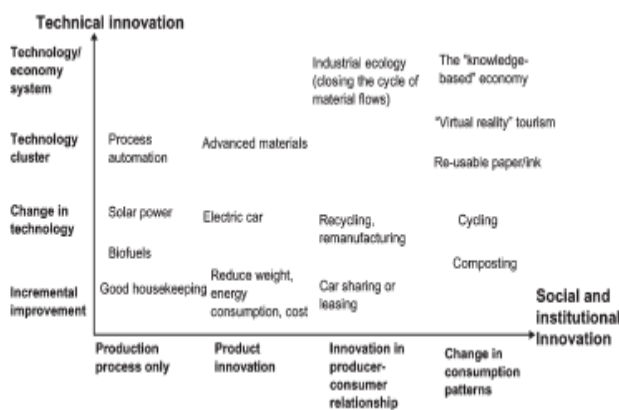 Technical innovation
Technology/
economy
system
Industrial ecology
(closing the cycle of
material flows)
The "knowledge-
based" economy
"Virtual reality" tourism
Technology
cluster
Process
automation
Advanced materials
Re-usable paper/ink
Change in
technology
Solar power
Electric car
Recycling,
remanufacturing
Cycling
Biofuels
Composting
Incremental
improvement
Good housekeeping
Reduce weight,
energy
consumption, cost
Car sharing or
leasing
Social and
institutional
Innovation
Production
process only
Product
innovation
Innovation in
producer-
consumer
relationship
Change in
consumption
patterns